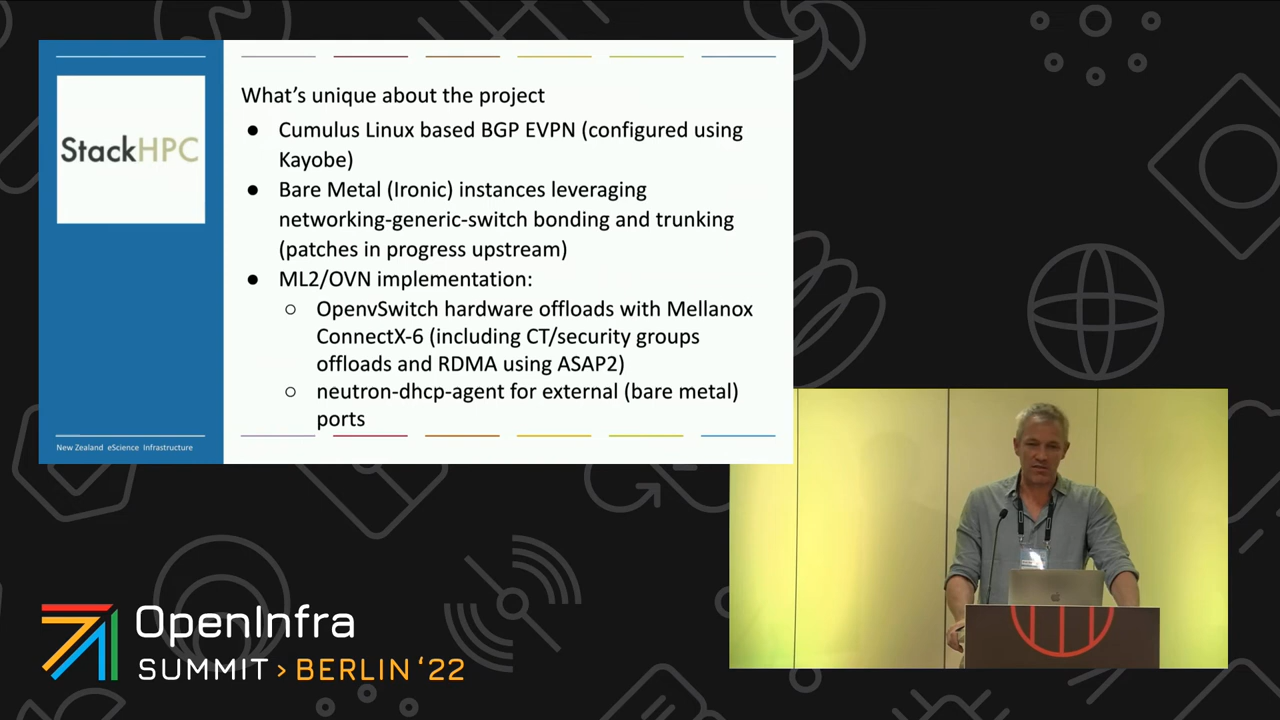 StackHPC
New Zealand eScience Infrastructure
What's unique about the project
● Cumulus Linux based BGP EVPN (configured using
Kayobe)
● Bare Metal (Ironic) instances leveraging
networking-generic-switch bonding and trunking
(patches in progress upstream)
● ML2/OVN implementation:
○ OpenvSwitch hardware offloads with Mellanox
ConnectX-6 (including CT/security groups
offloads and RDMA using ASAP2)
○ neutron-dhcp-agent for external (bare metal)
ports
OpenInfra
SUMMIT › BERLIN ‘22